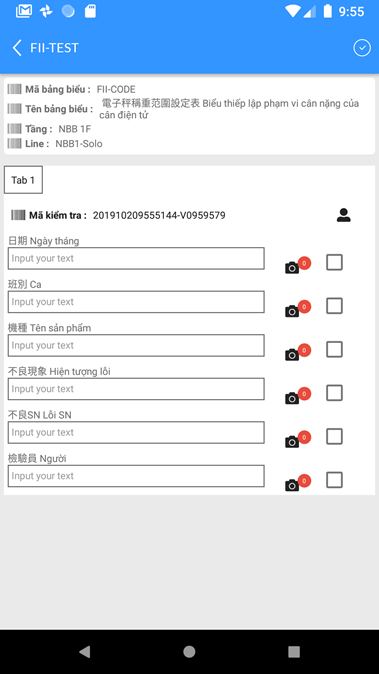 9:55
FII-TEST
Mã bảng biểu : FII-CODE
Tên bảng biểu : 電子秤稱重范圍設定表 Biểu thiếp lập phạm vi cân nặng của
cân điện tử
Tầng : NBB 1F
Line : NBB1-Solo
Tab 1
Mã kiểm tra : 201910209555144-V0959579
日期 Ngày tháng
Input your text
0
班別 Ca
Input your text
0
機種 Tên sản phẩm
Input your text
0
不良現象 Hiện tượng lỗi
Input your text
0
不良SN Lỗi SN
Input your text
0
檢驗員 Người
Input your text
0